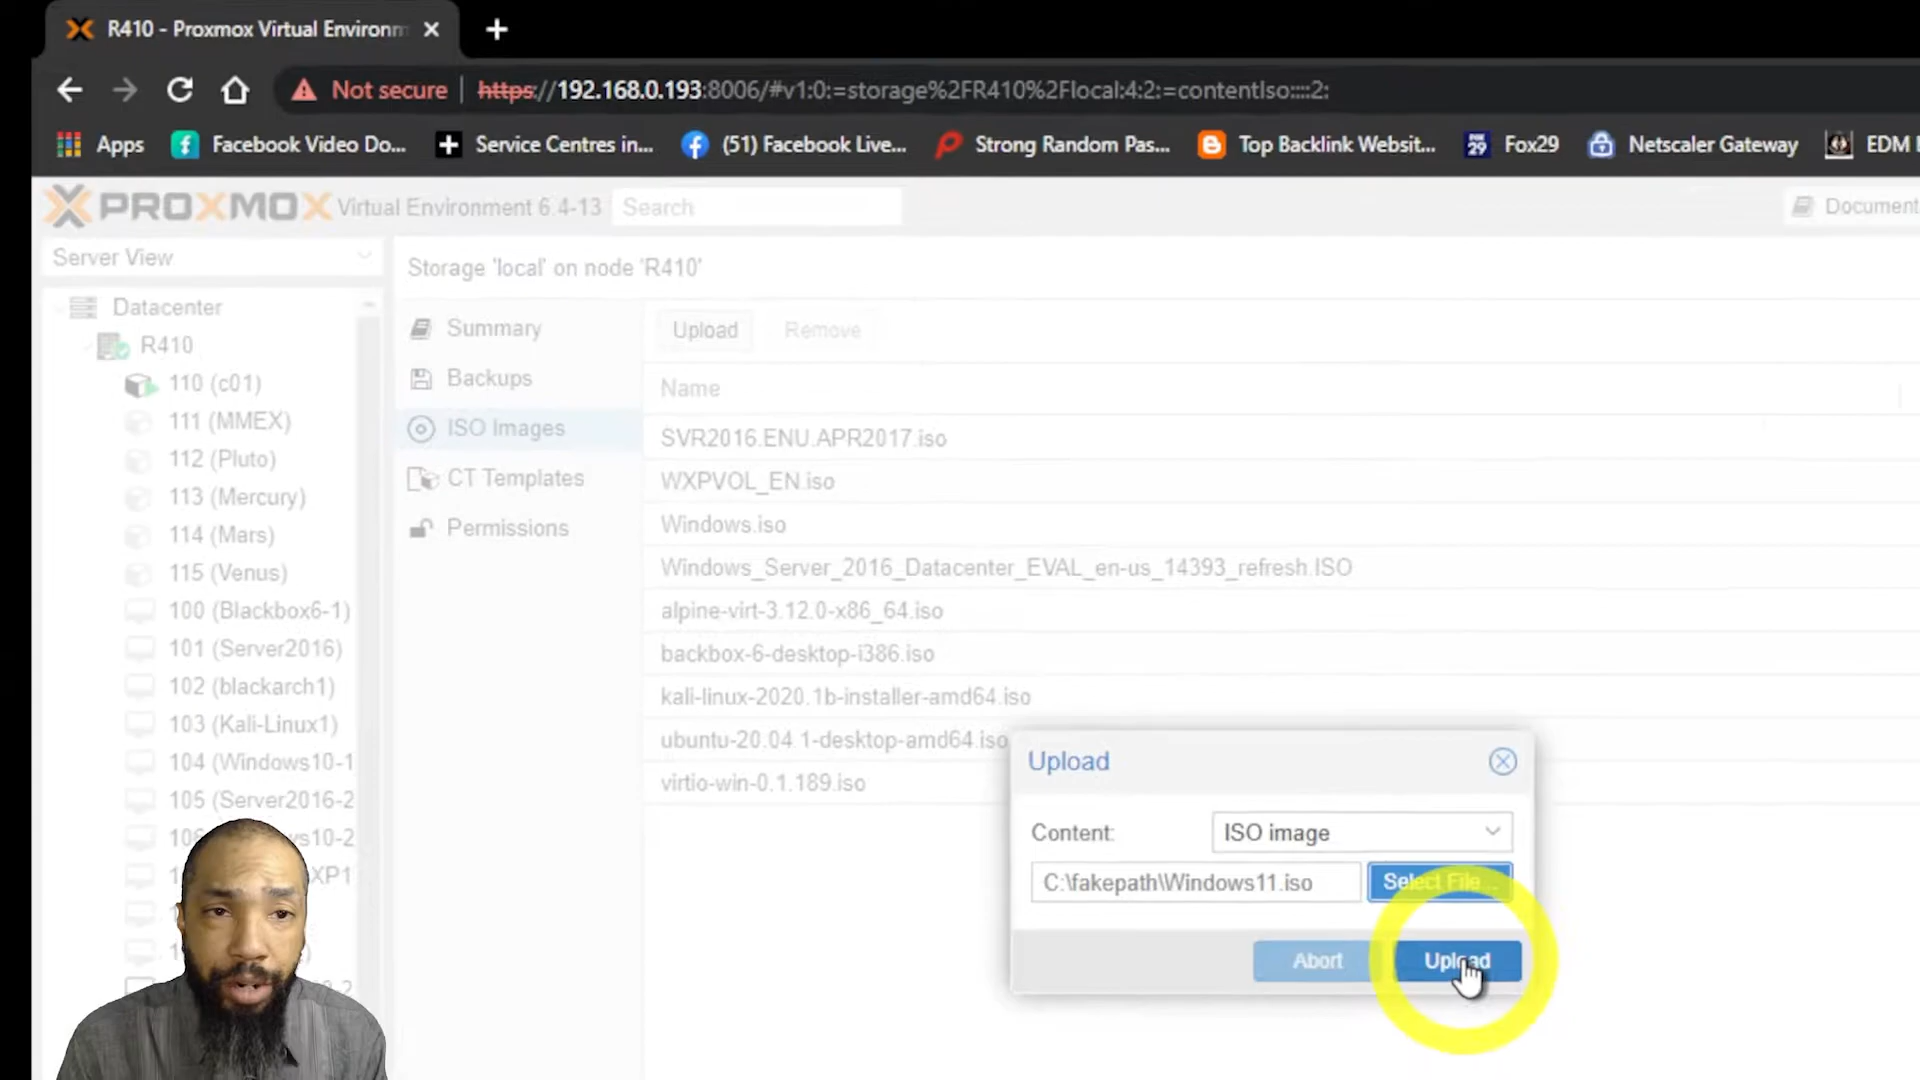 R410 - Proxmox Virtual Environm
Not secure | https://192.168.0.193:8006/#v1:0:=storage%2FR410%2Flocal:4:2:=contentIso::::2:
Apps Facebook Video Do... Service Centres in... (51) Facebook Live... Strong Random Pas... Top Backlink Websit... Fox29 Netscaler Gateway EDM
PROXMOX Virtual Environment 6.4-13 Search Document
Server View
Storage 'local' on node 'R410'
Datacenter
R410
110 (c01)
111 (MMEX)
112 (Pluto)
113 (Mercury)
114 (Mars)
115 (Venus)
100 (Blackbox6-1)
101 (Server2016)
102 (blackarch1)
103 (Kali-Linux1)
104 (Windows10-1
105 (Server2016-2
Summary
Backups
ISO Images
CT Templates
Permissions
Upload Remove
Name
SVR2016.ENU.APR2017.iso
WXPVOL_EN.iso
Windows.iso
Windows_Server_2016_Datacenter_EVAL_en-us_14393_refresh.ISO
alpine-virt-3.12.0-x86_64.iso
backbox-6-desktop-i386.iso
kali-linux-2020.1b-installer-amd64.iso
ubuntu-20.04.1-desktop-amd64.iso
virtio-win-0.1.189.iso
Upload
Content: ISO image
C:\fakepath\Windows11.iso Select File...
Abort Upload